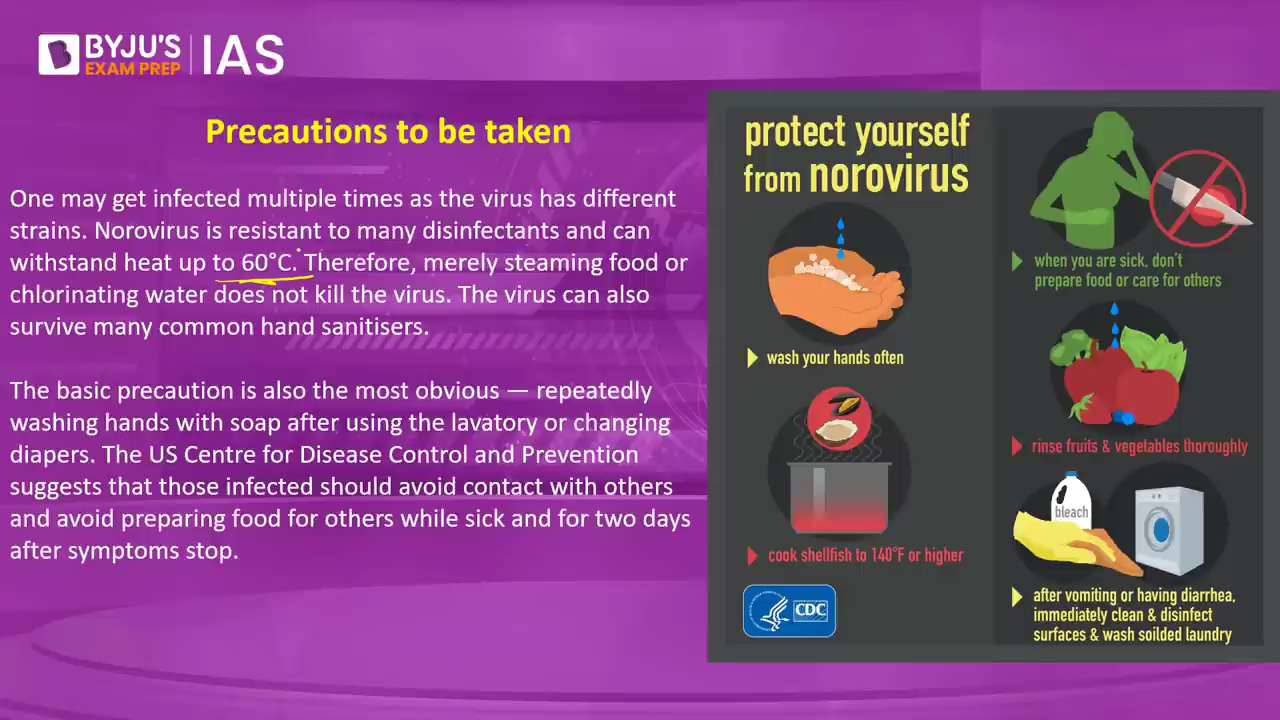 BYJU'S
EXAM PREP
IAS
Precautions to be taken
One may get infected multiple times as the virus has different
strains. Norovirus is resistant to many disinfectants and can
withstand heat up to 60°C. Therefore, merely steaming food or
chlorinating water does not kill the virus. The virus can also
survive many common hand sanitisers.
The basic precaution is also the most obvious — repeatedly
washing hands with soap after using the lavatory or changing
diapers. The US Centre for Disease Control and Prevention
suggests that those infected should avoid contact with others
and avoid preparing food for others while sick and for two days
after symptoms stop.
protect yourself
from norovirus
wash your hands often
cook shellfish to 140°F or higher
CDC
when you are sick, don't
prepare food or care for others
rinse fruits & vegetables thoroughly
bleach
after vomiting or having diarrhea,
immediately clean & disinfect
surfaces & wash soilded laundry